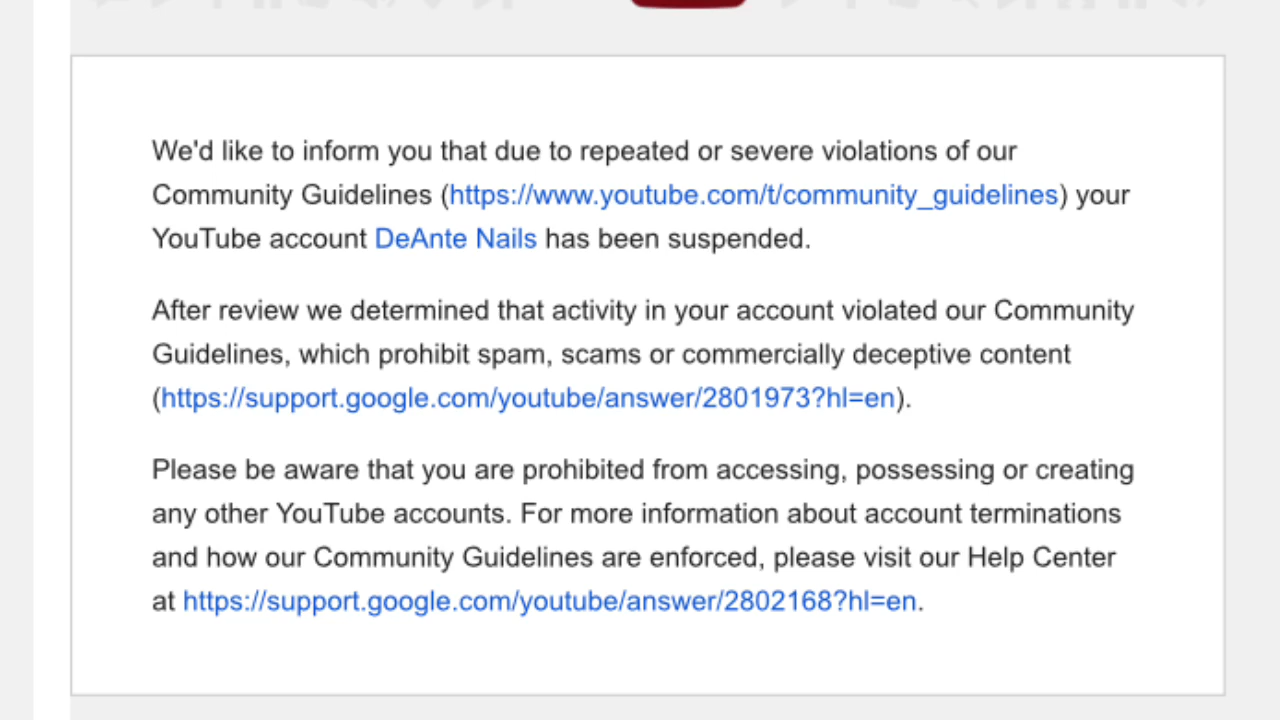 We'd like to inform you that due to repeated or severe violations of our
Community Guidelines (https://www.youtube.com/t/community_guidelines) your
YouTube account DeAnte Nails has been suspended.
After review we determined that activity in your account violated our Community
Guidelines, which prohibit spam, scams or commercially deceptive content
(https://support.google.com/youtube/answer/2801973?hl=en).
Please be aware that you are prohibited from accessing, possessing or creating
any other YouTube accounts. For more information about account terminations
and how our Community Guidelines are enforced, please visit our Help Center
at https://support.google.com/youtube/answer/2802168?hl=en.